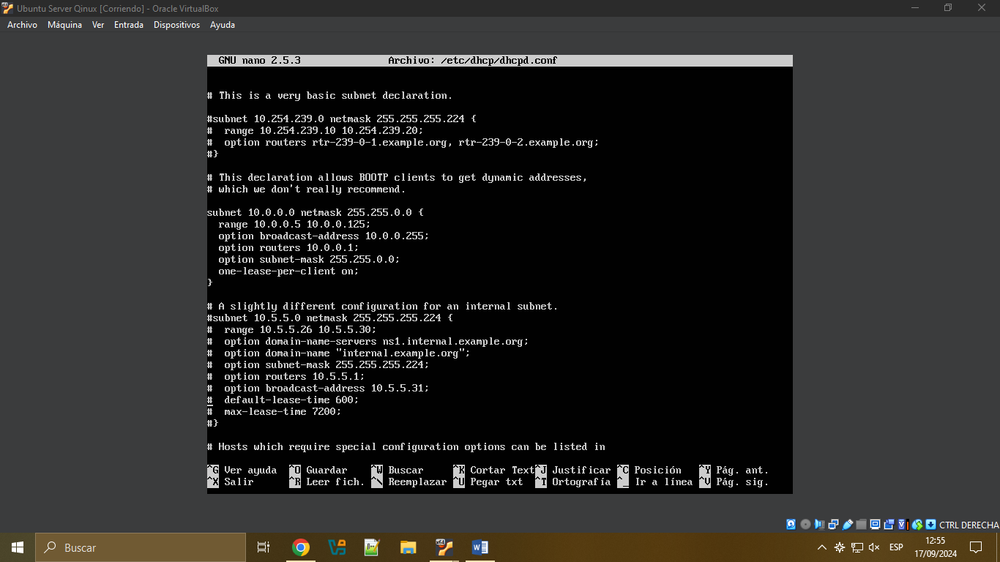 Ubuntu Server Qinux [Corriendo] - Oracle VirtualBox
Archivo Máquina Ver Entrada Dispositivos Ayuda
GNU nano 2.5.3 Archivo: /etc/dhcp/dhcpd.conf
# This is a very basic subnet declaration.
#subnet 10.254.239.0 netmask 255.255.255.224 {
#  range 10.254.239.10 10.254.239.20;
#  option routers rtr-239-0-1.example.org, rtr-239-0-2.example.org;
#}
# This declaration allows BOOTP clients to get dynamic addresses,
# which we don't really recommend.
subnet 10.0.0.0 netmask 255.255.0.0 {
  range 10.0.0.5 10.0.0.125;
  option broadcast-address 10.0.0.255;
  option routers 10.0.0.1;
  option subnet-mask 255.255.0.0;
  one-lease-per-client on;
}
# A slightly different configuration for an internal subnet.
#subnet 10.5.5.0 netmask 255.255.255.224 {
#  range 10.5.5.26 10.5.5.30;
#  option domain-name-servers ns1.internal.example.org;
#  option domain-name "internal.example.org";
#  option subnet-mask 255.255.255.224;
#  option routers 10.5.5.1;
#  option broadcast-address 10.5.5.31;
#  default-lease-time 600;
#  max-lease-time 7200;
#}
# Hosts which require special configuration options can be listed in
^G Ver ayuda ^O Guardar ^W Buscar ^K Cortar Text ^J Justificar ^C Posición ^Y Pág. ant.
^X Salir ^R Leer fich. ^\ Reemplazar ^U Pegar txt ^T Ortografía ^_ Ir a línea ^V Pág. sig.
CTRL DERECHA
Buscar
ESP
12:55
17/09/2024